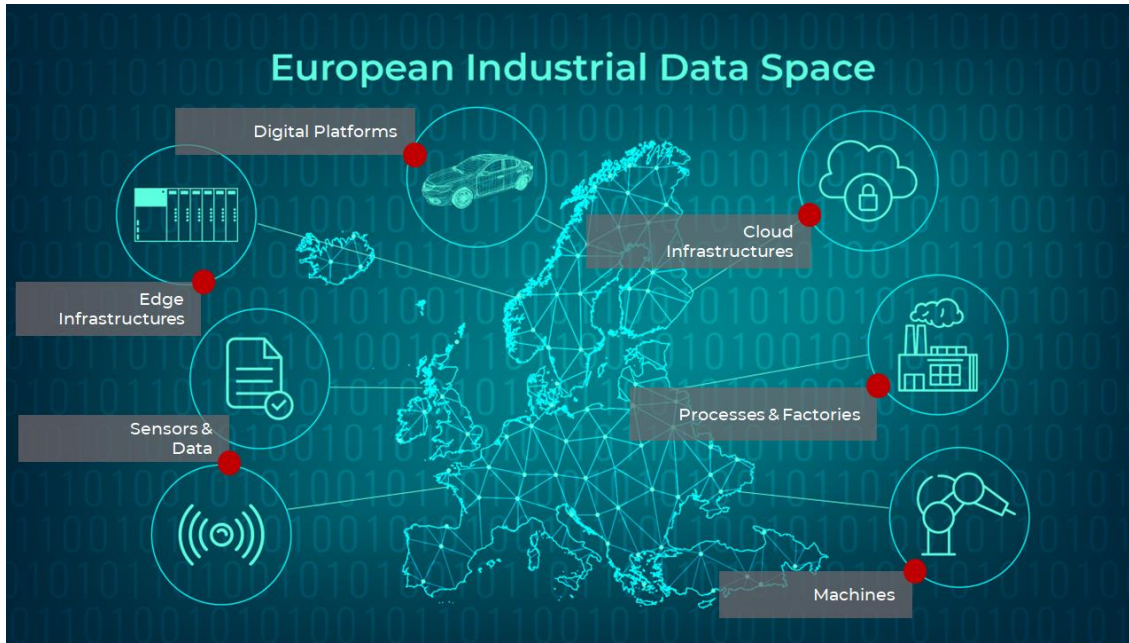 European Industrial Data Space
Digital Platforms
Cloud
Infrastructures
Edge
Infrastructures
Processes & Factories
Sensors &
Data
Machines